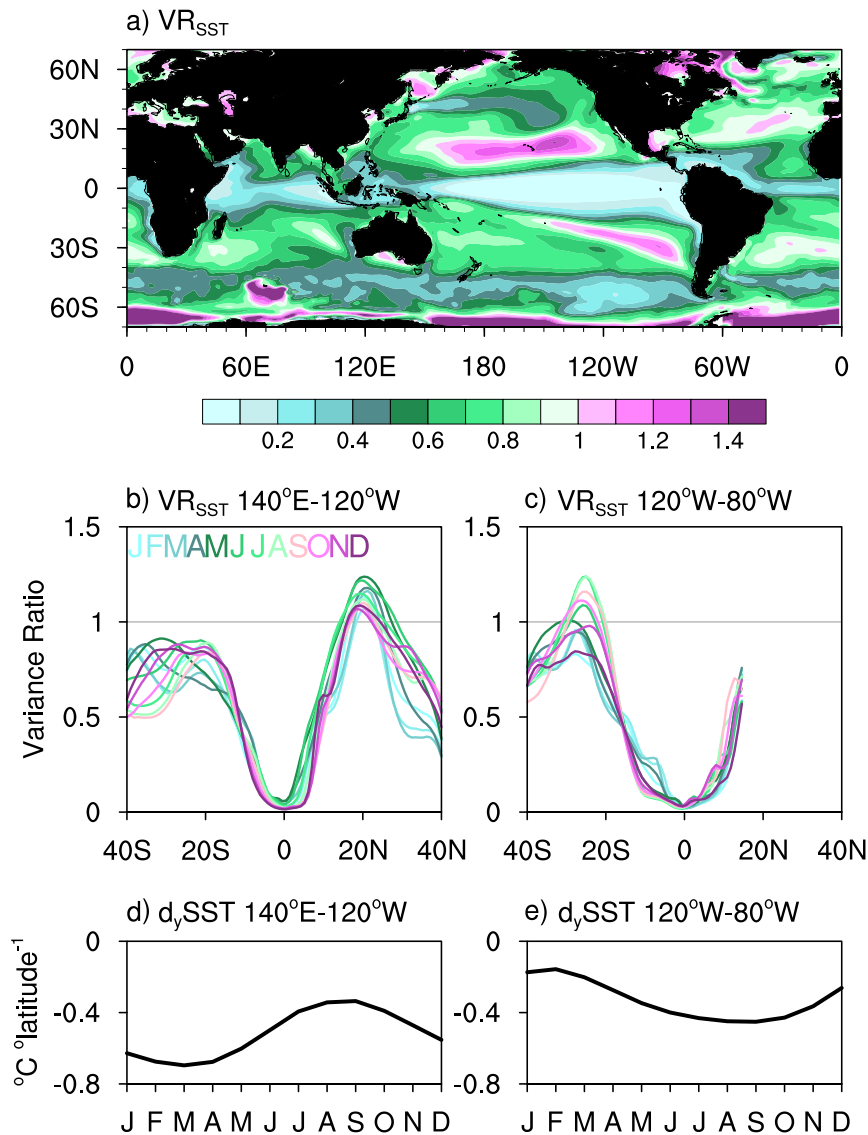 a) VR_SST
60N
30N
0
30S
60S
0 60E 120E 180 120W 60W 0
0.2 0.4 0.6 0.8 1 1.2 1.4
b) VR_SST 140°E-120°W
c) VR_SST 120°W-80°W
JFMAMJJASOND
Variance Ratio
1.5
1
0.5
0
40S 20S 0 20N 40N
1.5
1
0.5
0
40S 20S 0 20N 40N
d) d_ySST 140°E-120°W
e) d_ySST 120°W-80°W
°C °latitude⁻¹
0
-0.4
-0.8
J F M A M J J A S O N D
0
-0.4
-0.8
J F M A M J J A S O N D